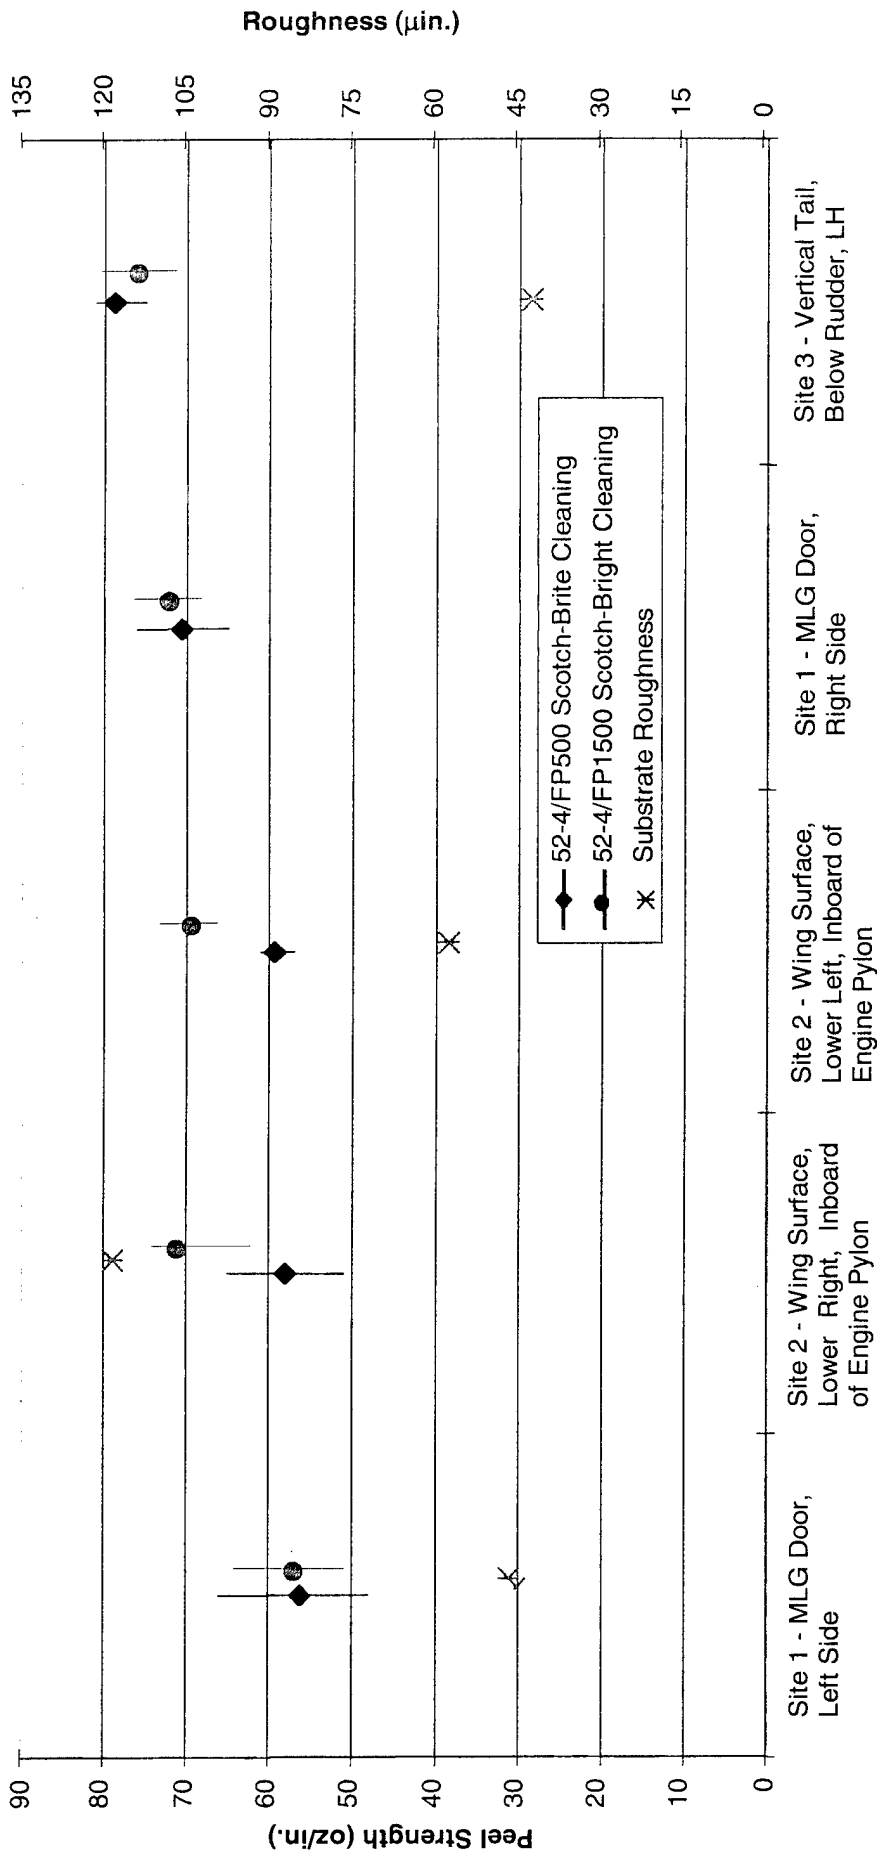 Peel Strength (oz/in.)
90
80
70
60
50
40
30
20
10
0
Roughness (μin.)
135
120
105
90
75
60
45
30
15
0
52-4/FP500 Scotch-Brite Cleaning
52-4/FP1500 Scotch-Bright Cleaning
Substrate Roughness
Site 1 - MLG Door,
Left Side
Site 2 - Wing Surface,
Lower Right, Inboard
of Engine Pylon
Site 2 - Wing Surface,
Lower Left, Inboard of
Engine Pylon
Site 1 - MLG Door,
Right Side
Site 3 - Vertical Tail,
Below Rudder, LH